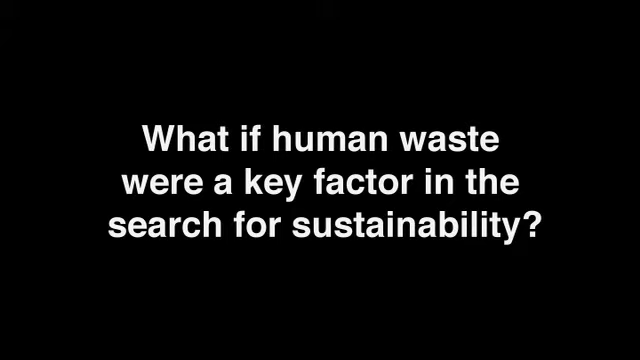 What if human waste
were a key factor in the
search for sustainability?